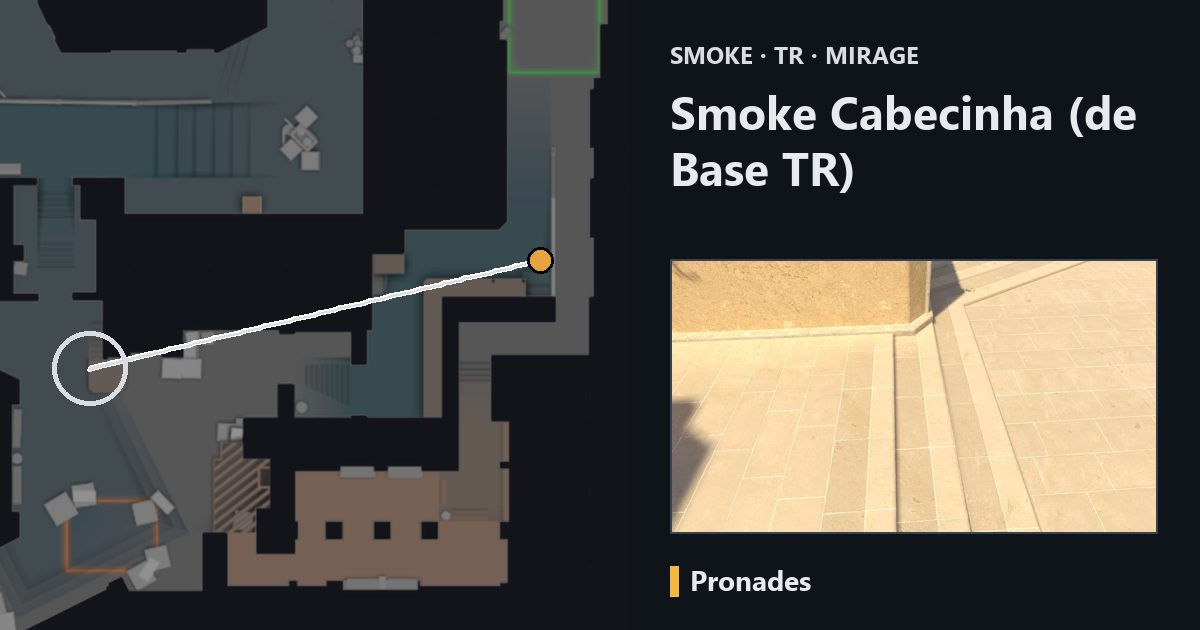 SMOKE · TR · MIRAGE
Smoke Cabecinha (de
Base TR)
Pronades